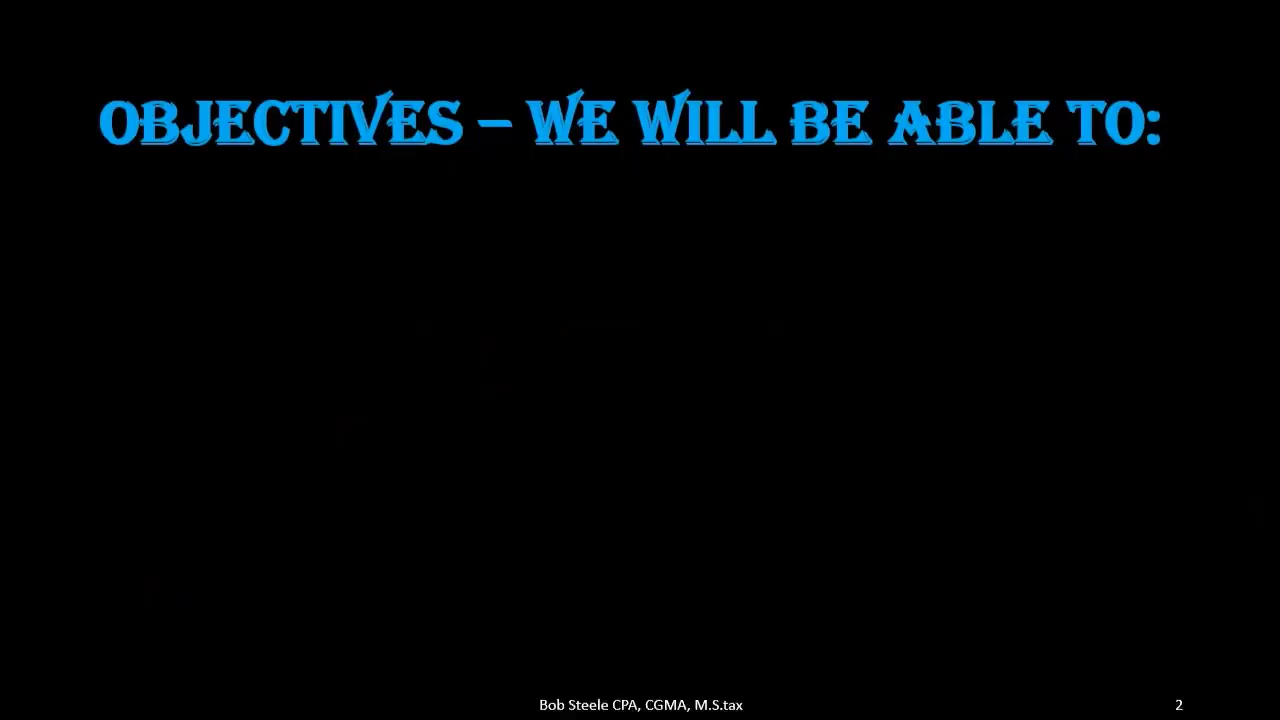 OBJECTIVES – WE WILL BE ABLE TO:
Bob Steele CPA, CGMA, M.S.tax
2